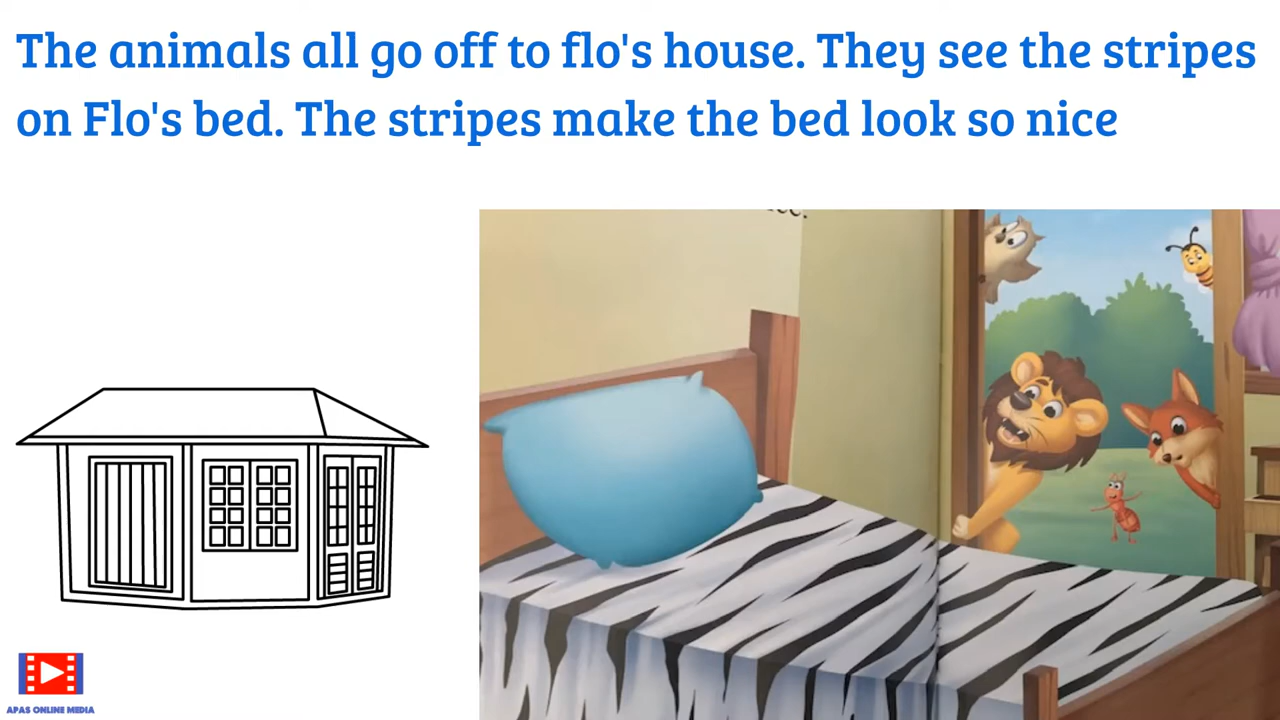 The animals all go off to flo's house. They see the stripes
on Flo's bed. The stripes make the bed look so nice
APAS ONLINE MEDIA